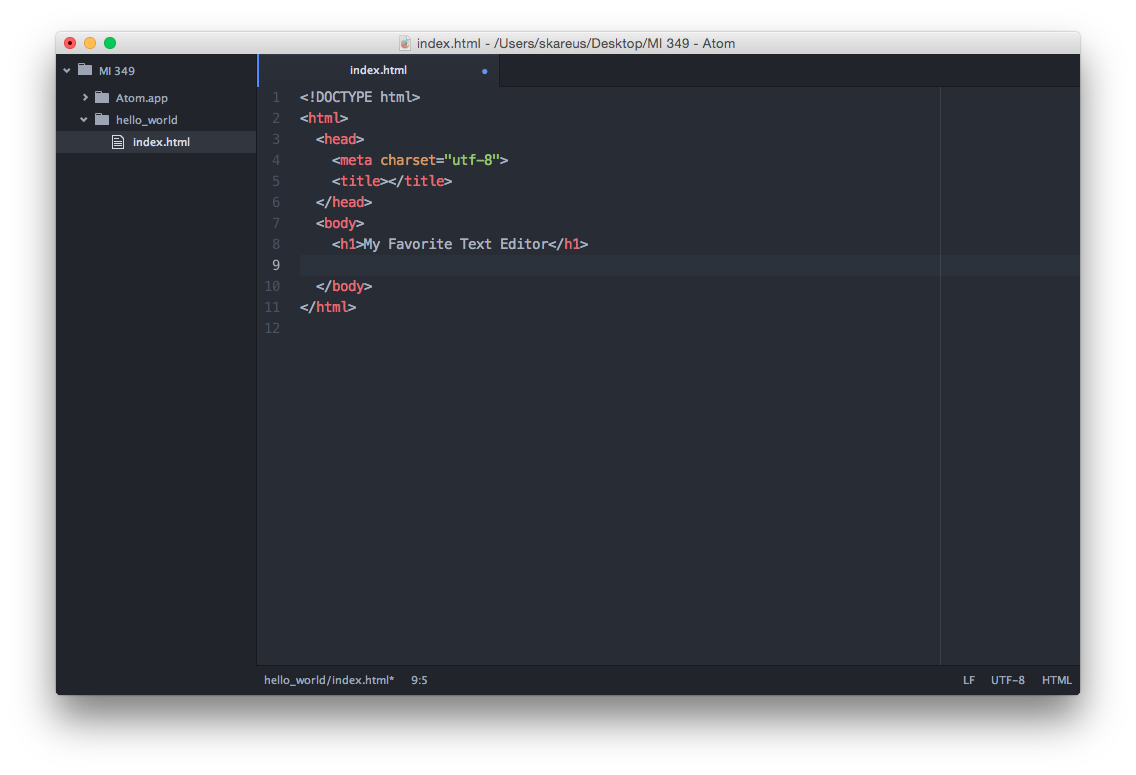 index.html - /Users/skareus/Desktop/MI 349 - Atom
MI 349
Atom.app
hello_world
index.html
index.html
1 <!DOCTYPE html>
2 <html>
3   <head>
4     <meta charset="utf-8">
5     <title></title>
6   </head>
7   <body>
8     <h1>My Favorite Text Editor</h1>
9
10   </body>
11 </html>
12
hello_world/index.html* 9:5 LF UTF-8 HTML